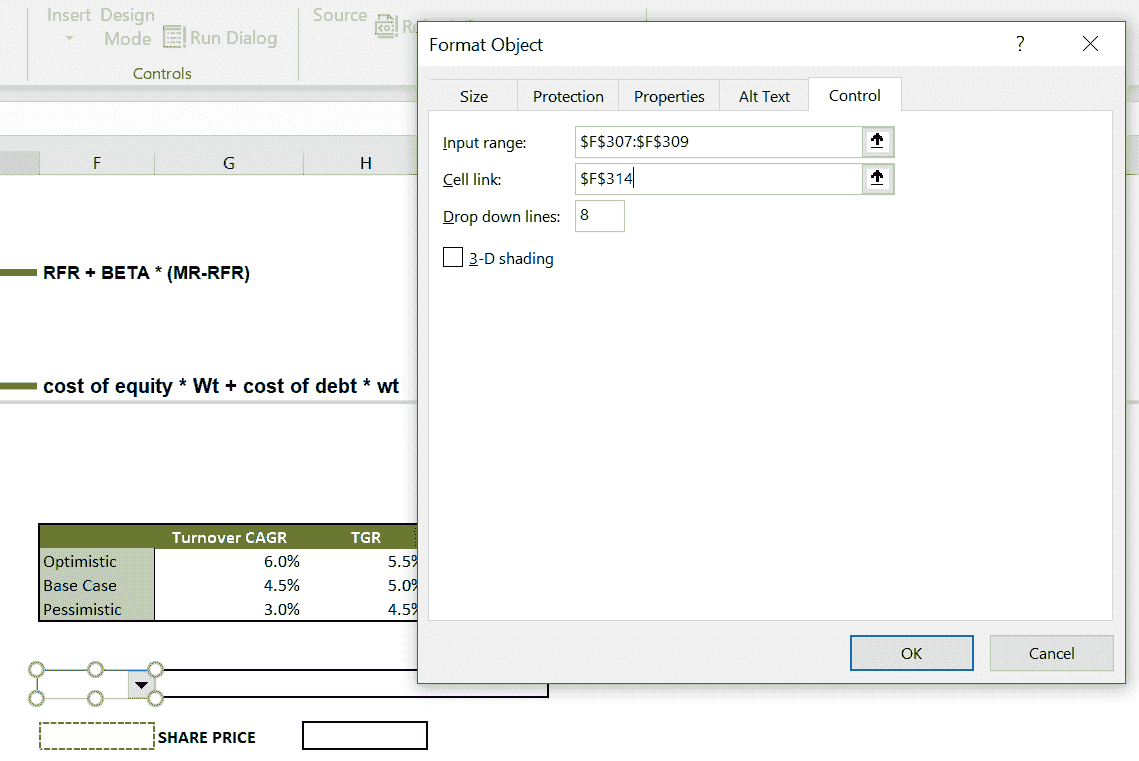 Insert Design
Mode
Run Dialog
Source
Controls
Format Object
?
Size
Protection
Properties
Alt Text
Control
Input range:
$F$307:$F$309
Cell link:
$F$314
Drop down lines:
8
3-D shading
F
G
H
RFR + BETA * (MR-RFR)
cost of equity * Wt + cost of debt * wt
Turnover CAGR TGR
Optimistic 6.0% 5.5%
Base Case 4.5% 5.0%
Pessimistic 3.0% 4.5%
OK
Cancel
SHARE PRICE